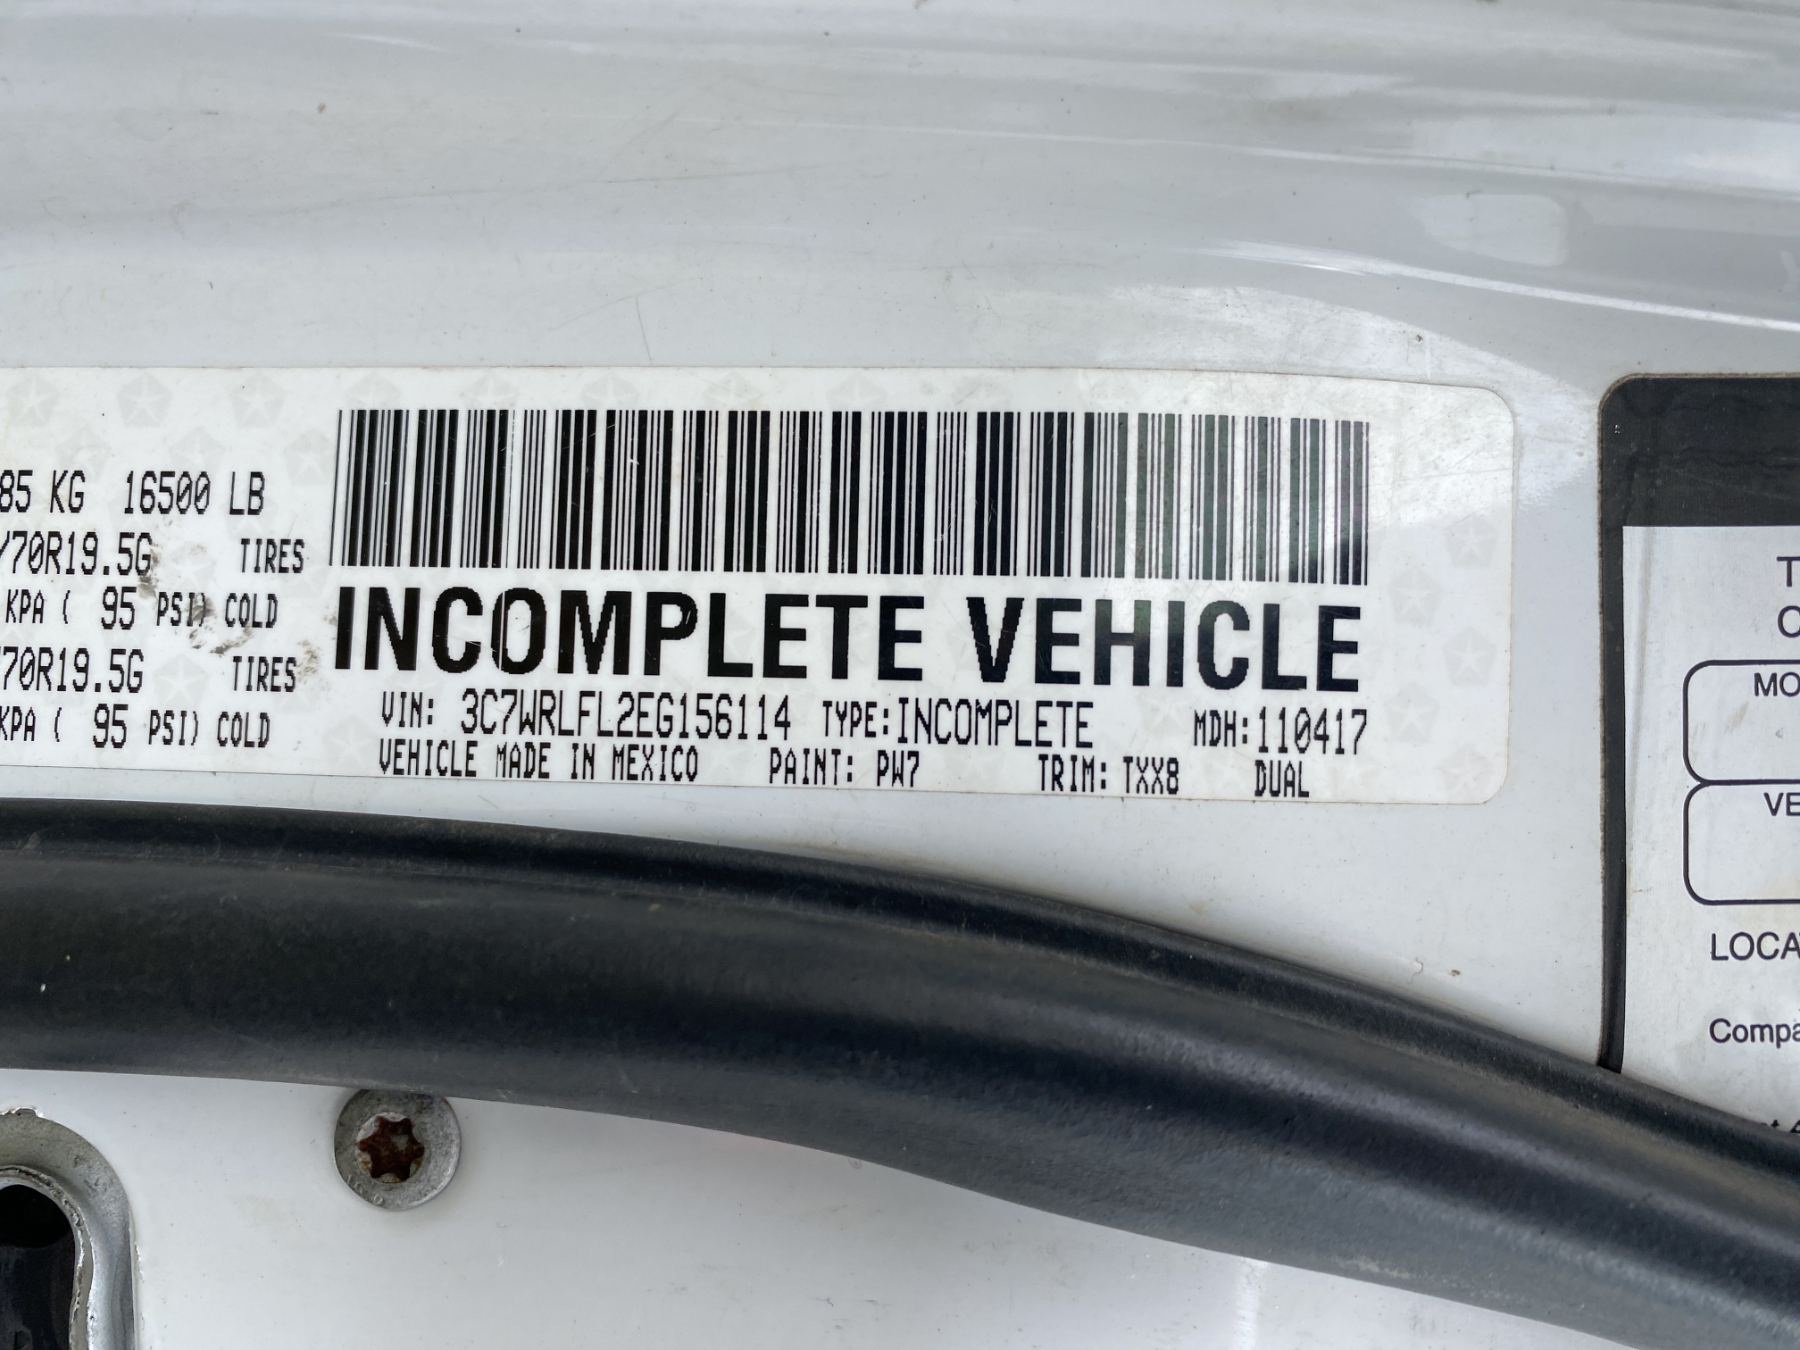 85 KG 16500 LB
/70R19.5G TIRES
KPA ( 95 PSI) COLD
/70R19.5G TIRES
KPA ( 95 PSI) COLD
INCOMPLETE VEHICLE
VIN: 3C7WRLFL2EG156114 TYPE:INCOMPLETE MDH:110417
VEHICLE MADE IN MEXICO PAINT: PW7 TRIM: TXX8 DUAL
T
MO
VE
LOCA
Compa